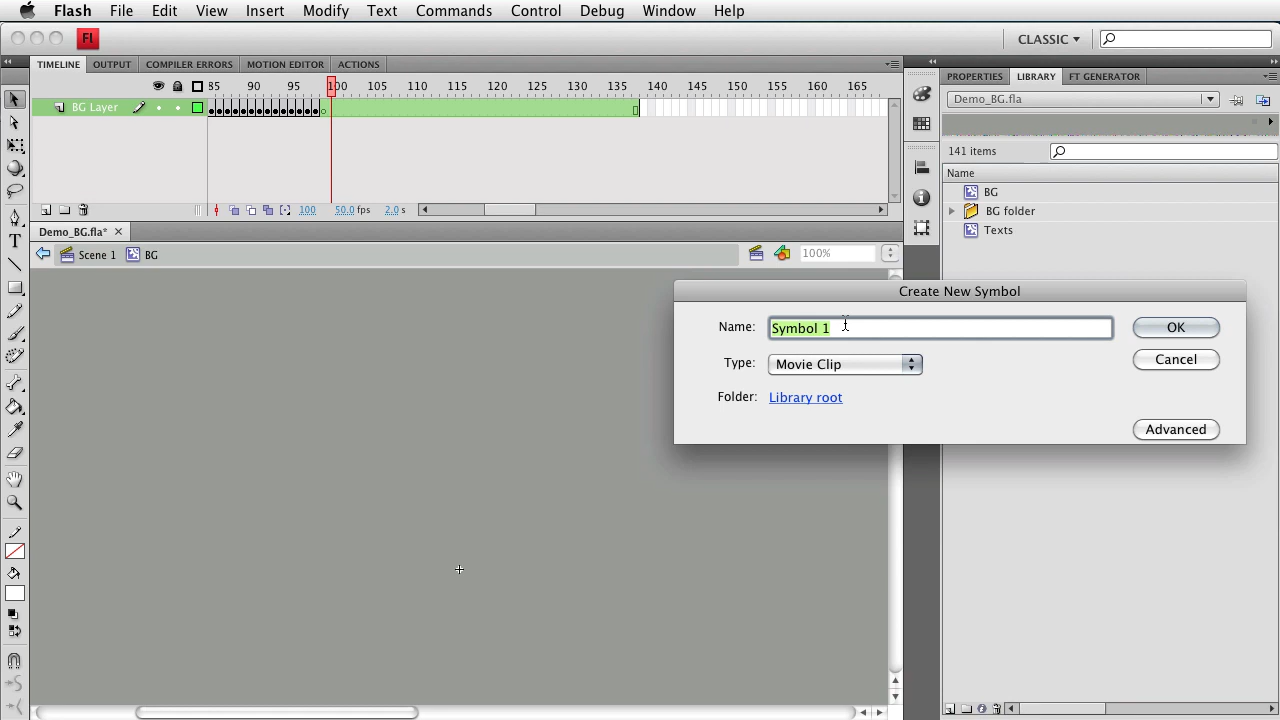 Flash File Edit View Insert Modify Text Commands Control Debug Window Help
Fl CLASSIC
TIMELINE OUTPUT COMPILER ERRORS MOTION EDITOR ACTIONS
PROPERTIES LIBRARY FT GENERATOR
85 90 95 100 105 110 115 120 125 130 135 140 145 150 155 160 165
BG Layer
Demo_BG.fla
141 items
Name
BG
BG folder
Texts
100 50.0 fps 2.0 s
Demo_BG.fla*
Scene 1 BG 100%
Create New Symbol
Name: Symbol 1 OK
Type: Movie Clip Cancel
Folder: Library root
Advanced